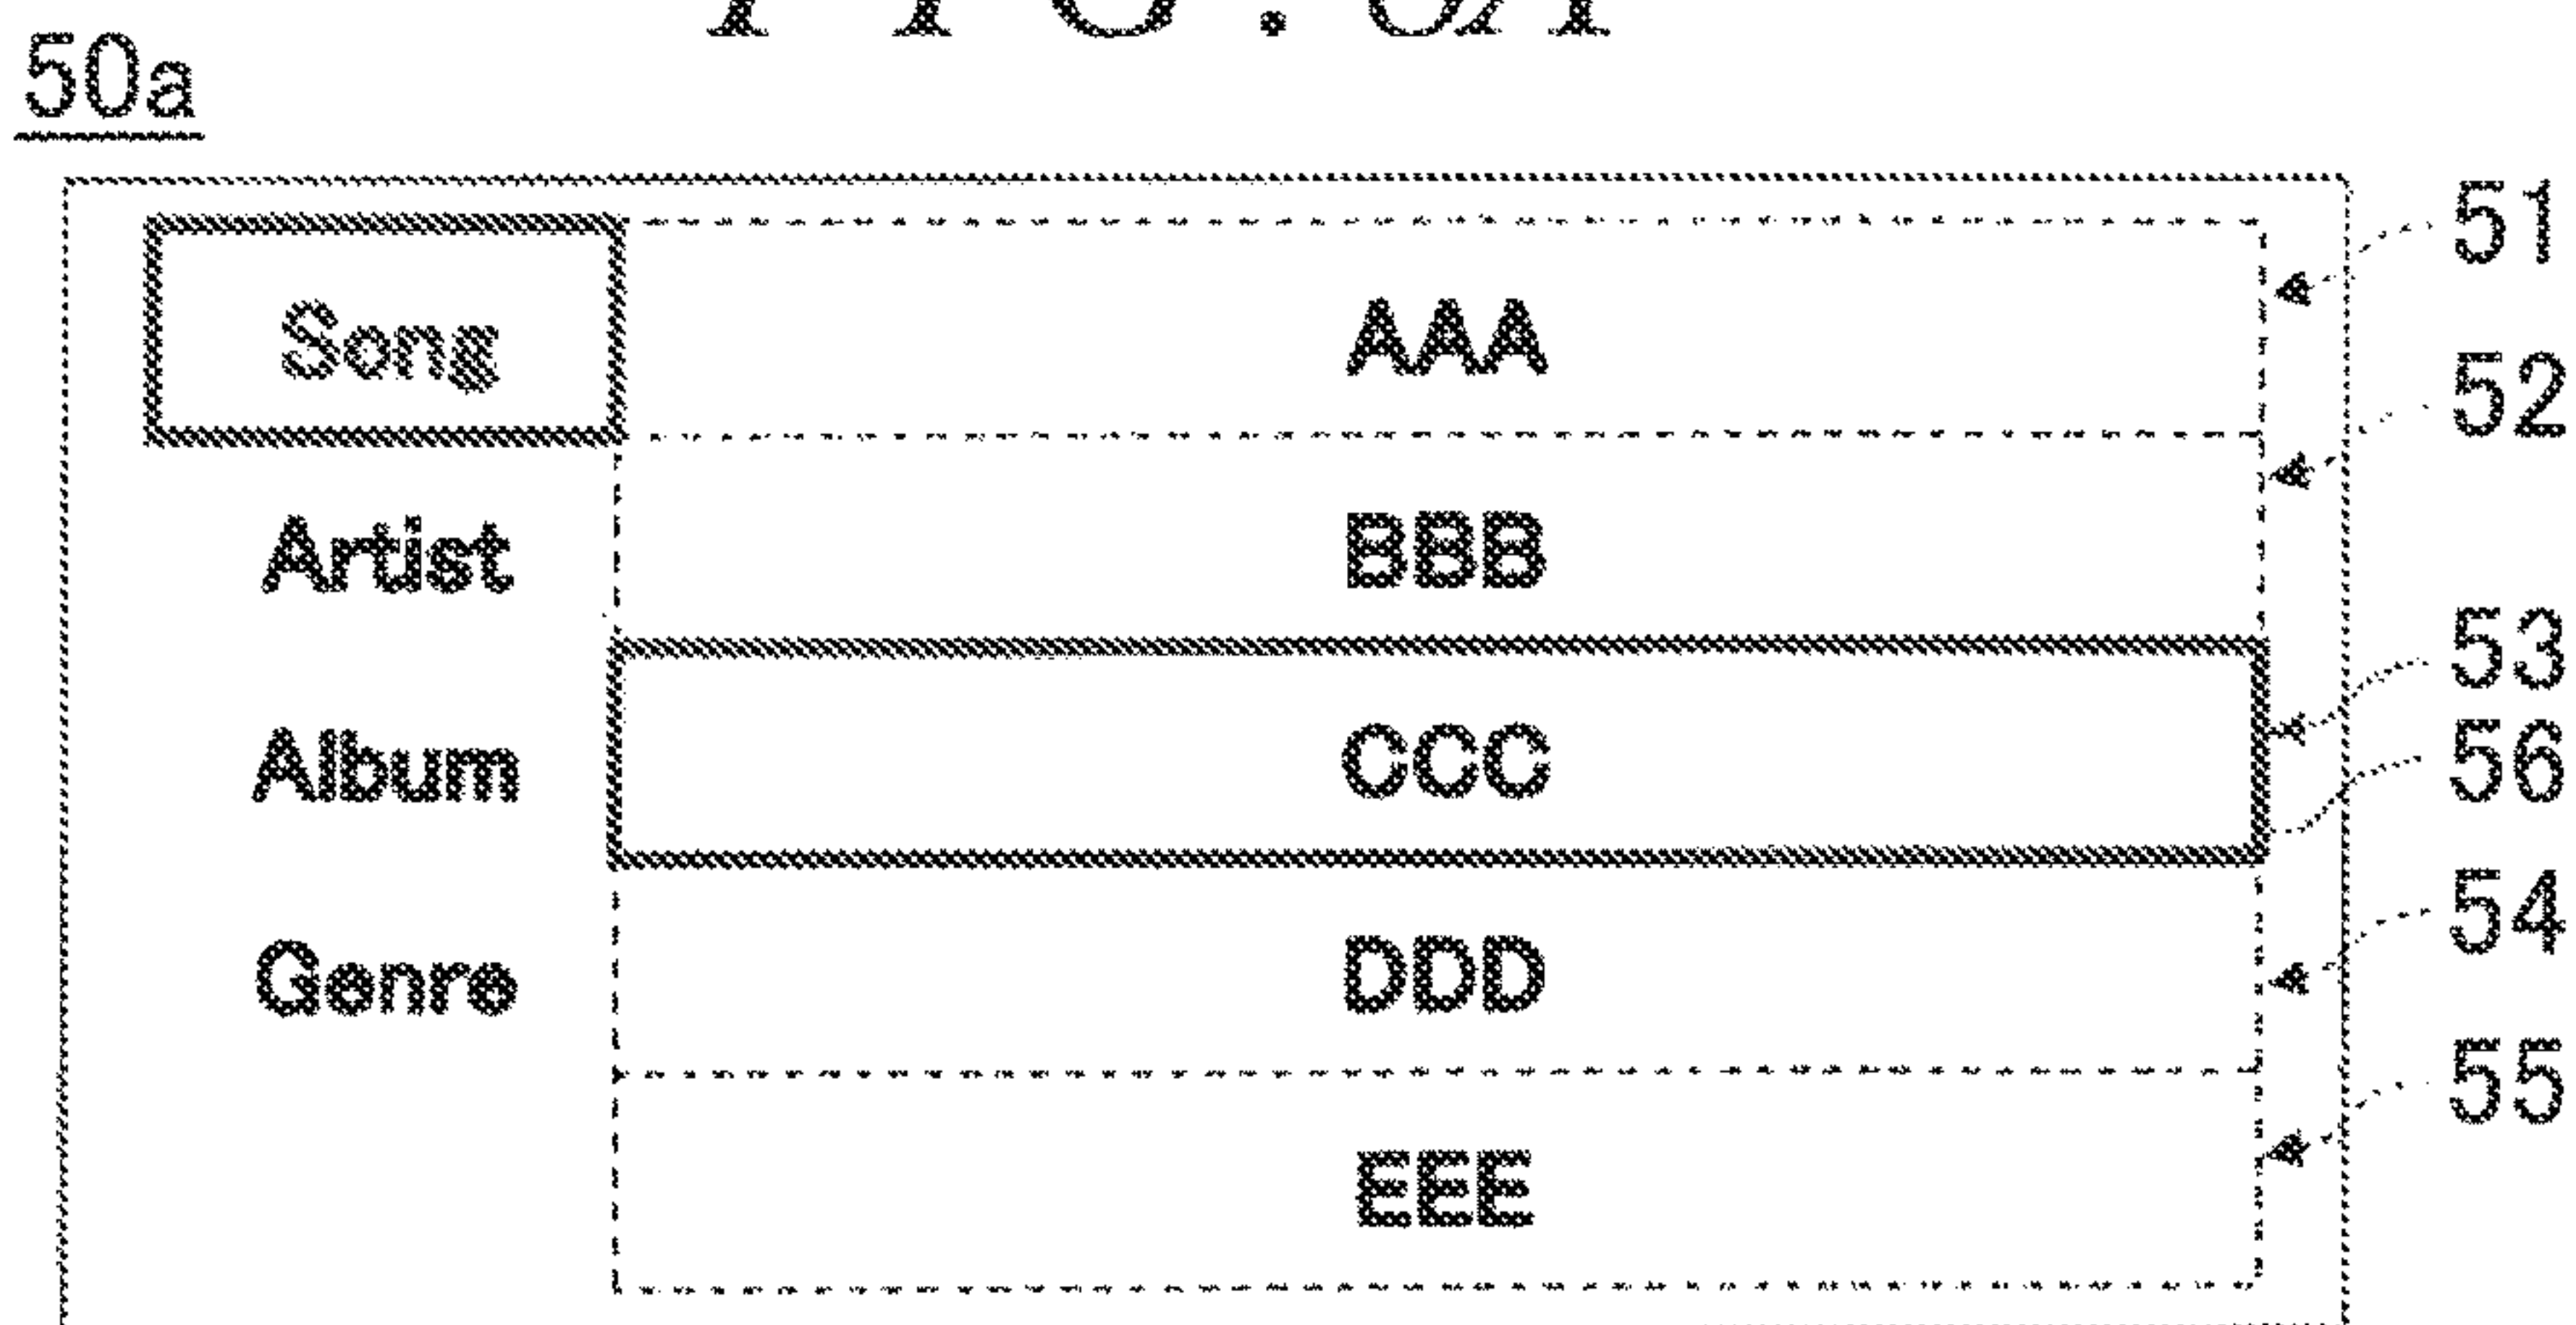 50a
Song AAA 51
52
Artist BBB
53
Album CCC
56
54
Genre DDD
55
EEE